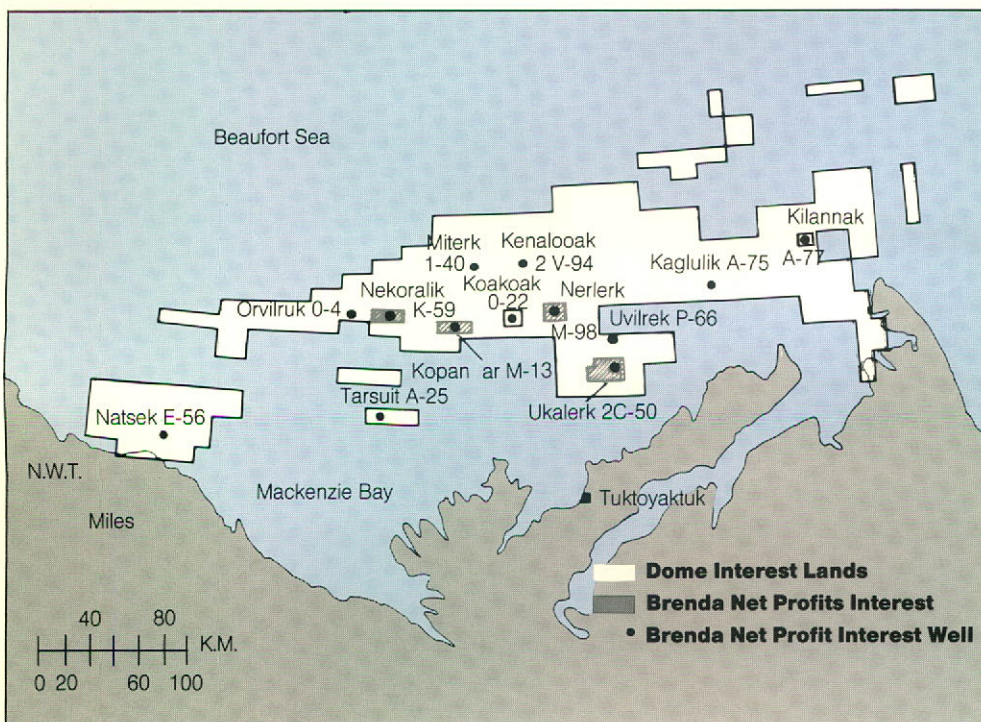 Beaufort Sea
Kilannak
A-77
Miterk
1-40
Kenalooak
2 V-94
Kaglulik A-75
Koakoak
0-22
Nekoralik
K-59
Nerlerk
M-98
Orvilruk 0-4
Uvilrek P-66
Kopan ar M-13
Tarsuit A-25
Ukalerk 2C-50
Natsek E-56
N.W.T.
Mackenzie Bay
Tuktoyaktuk
Miles
Dome Interest Lands
Brenda Net Profits Interest
Brenda Net Profit Interest Well
40 80
K.M.
0 20 60 100